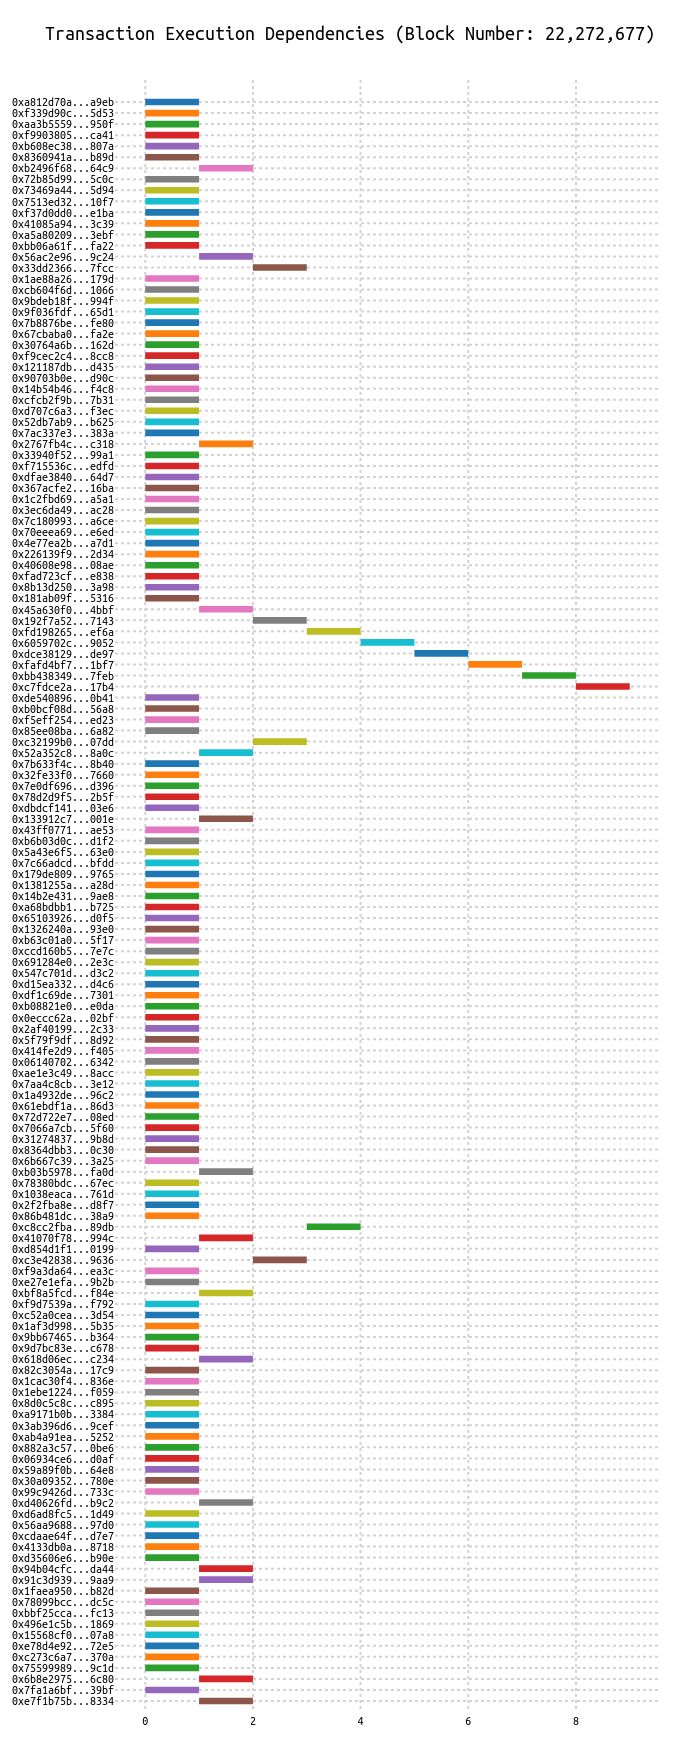 Transaction Execution Dependencies (Block Number: 22,272,677)
0xa812d70a...a9eb
0xf339d90c...5d53
0xaa3b5559...950f
0xf9903805...ca41
0xb608ec38...807a
0x8360941a...b89d
0xb2496f68...64c9
0x72b85d99...5c0c
0x73469a44...5d94
0x7513ed32...10f7
0xf37d0dd0...e1ba
0x41085a94...3c39
0xa5a80209...3ebf
0xbb06a61f...fa22
0x56ac2e96...9c24
0x33dd2366...7fcc
0x1ae88a26...179d
0xcb604f6d...1066
0x9bdeb18f...994f
0x9f036fdf...65d1
0x7b8876be...fe80
0x67cbaba0...fa2e
0x30764a6b...162d
0xf9cec2c4...8cc8
0x121187db...d435
0x90703b0e...d90c
0x14b54b46...f4c8
0xcfcb2f9b...7b31
0xd707c6a3...f3ec
0x52db7ab9...b625
0x7ac337e3...383a
0x2767fb4c...c318
0x33940f52...99a1
0xf715536c...edfd
0xdfae3840...64d7
0x367acfe2...16ba
0x1c2fbd69...a5a1
0x3ec6da49...ac28
0x7c180993...a6ce
0x70eeea69...e6ed
0x4e77ea2b...a7d1
0x226139f9...2d34
0x40608e98...08ae
0xfad723cf...e838
0x8b13d250...3a98
0x181ab09f...5316
0x45a630f0...4bbf
0x192f7a52...7143
0xfd198265...ef6a
0x6059702c...9052
0xdce38129...de97
0xfafd4bf7...1bf7
0xbb438349...7feb
0xc7fdce2a...17b4
0xde540896...0b41
0xb0bcf08d...56a8
0xf5eff254...ed23
0x85ee08ba...6a82
0xc32199b0...07dd
0x52a352c8...8a0c
0x7b633f4c...8b40
0x32fe33f0...7660
0x7e0df696...d396
0x78d2d9f5...2b5f
0xdbdcf141...03e6
0x133912c7...001e
0x43ff0771...ae53
0xb6b03d0c...d1f2
0x5a43e6f5...63e0
0x7c66adcd...bfdd
0x179de809...9765
0x1381255a...a28d
0x14b2e431...9ae8
0xa68bdbb1...b725
0x65103926...d0f5
0x1326240a...93e0
0xb63c01a0...5f17
0xccd160b5...7e7c
0x691284e0...2e3c
0x547c701d...d3c2
0xd15ea332...d4c6
0xdf1c69de...7301
0xb08821e0...e0da
0x0eccc62a...02bf
0x2af40199...2c33
0x5f79f9df...8d92
0x414fe2d9...f405
0x06140702...6342
0xae1e3c49...8acc
0x7aa4c8cb...3e12
0x1a4932de...96c2
0x61ebdf1a...86d3
0x72d722e7...08ed
0x7066a7cb...5f60
0x31274837...9b8d
0x8364dbb3...0c30
0x6b667c39...3a25
0xb03b5978...fa0d
0x78380bdc...67ec
0x1038eaca...761d
0x2f2fba8e...d8f7
0x86b481dc...38a9
0xc8cc2fba...89db
0x41070f78...994c
0xd854d1f1...0199
0xc3e42838...9636
0xf9a3da64...ea3c
0xe27e1efa...9b2b
0xbf8a5fcd...f84e
0xf9d7539a...f792
0xc52a0cea...3d54
0x1af3d998...5b35
0x9bb67465...b364
0x9d7bc83e...c678
0x618d06ec...c234
0x82c3054a...17c9
0x1cac30f4...836e
0x1ebe1224...f059
0x8d0c5c8c...c895
0xa9171b0b...3384
0x3ab396d6...9cef
0xab4a91ea...5252
0x882a3c57...0be6
0x06934ce6...d0af
0x59a89f0b...64e8
0x30a09352...780e
0x99c9426d...733c
0xd40626fd...b9c2
0xd6ad8fc5...1d49
0x56aa9688...97d0
0xcdaae64f...d7e7
0x4133db0a...8718
0xd35606e6...b90e
0x94b04cfc...da44
0x91c3d939...9aa9
0x1faea950...b82d
0x78099bcc...dc5c
0xbbf25cca...fc13
0x496e1c5b...1869
0x15568cf0...07a8
0xe78d4e92...72e5
0xc273c6a7...370a
0x75599989...9c1d
0x6b8e2975...6c80
0x7fa1a6bf...39bf
0xe7f1b75b...8334
0 2 4 6 8